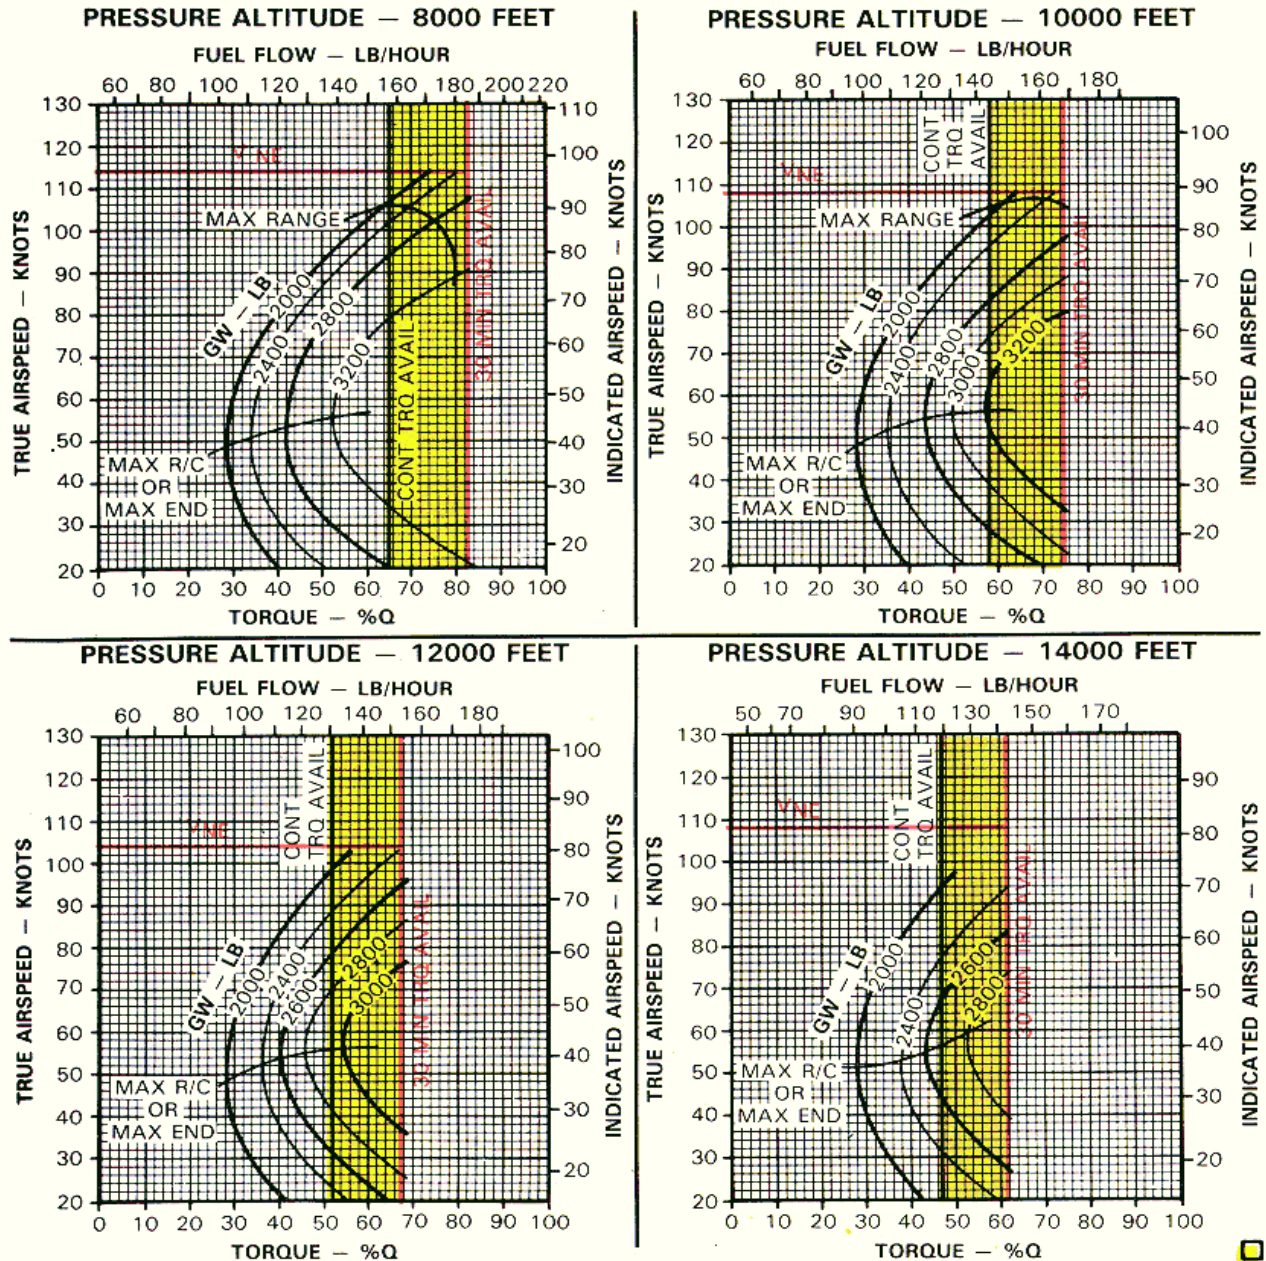 PRESSURE ALTITUDE — 8000 FEET
FUEL FLOW — LB/HOUR
60 80 100 120 140 160 180 200 220
130
120
110
100
90
80
70
60
50
40
30
20
TRUE AIRSPEED — KNOTS
110
100
90
80
70
60
50
40
30
20
INDICATED AIRSPEED — KNOTS
VNE
MAX RANGE
GW — LB
2000
2400
2800
3200
CONT TRQ AVAIL
30 MIN TRQ AVAIL
MAX R/C
OR
MAX END
0 10 20 30 40 50 60 70 80 90 100
TORQUE — %Q
PRESSURE ALTITUDE — 10000 FEET
FUEL FLOW — LB/HOUR
60 80 100 120 140 160 180
130
120
110
100
90
80
70
60
50
40
30
20
TRUE AIRSPEED — KNOTS
100
90
80
70
60
50
40
30
20
INDICATED AIRSPEED — KNOTS
CONT
TRQ
AVAIL
VNE
MAX RANGE
GW — LB
2000
2400
2800
3000
3200
30 MIN TRQ AVAIL
MAX R/C
OR
MAX END
0 10 20 30 40 50 60 70 80 90 100
TORQUE — %Q
PRESSURE ALTITUDE — 12000 FEET
FUEL FLOW — LB/HOUR
60 80 100 120 140 160 180
130
120
110
100
90
80
70
60
50
40
30
20
TRUE AIRSPEED — KNOTS
100
90
80
70
60
50
40
30
20
INDICATED AIRSPEED — KNOTS
CONT
TRQ AVAIL
VNE
GW — LB
2000
2400
2600
2800
3000
30 MIN TRQ AVAIL
MAX R/C
OR
MAX END
0 10 20 30 40 50 60 70 80 90 100
TORQUE — %Q
PRESSURE ALTITUDE — 14000 FEET
FUEL FLOW — LB/HOUR
50 70 90 110 130 150 170
130
120
110
100
90
80
70
60
50
40
30
20
TRUE AIRSPEED — KNOTS
90
80
70
60
50
40
30
20
INDICATED AIRSPEED — KNOTS
CONT
TRQ AVAIL
VNE
GW — LB
2000
2400
2600
2800
30 MIN TRQ AVAIL
MAX R/C
OR
MAX END
0 10 20 30 40 50 60 70 80 90 100
TORQUE — %Q